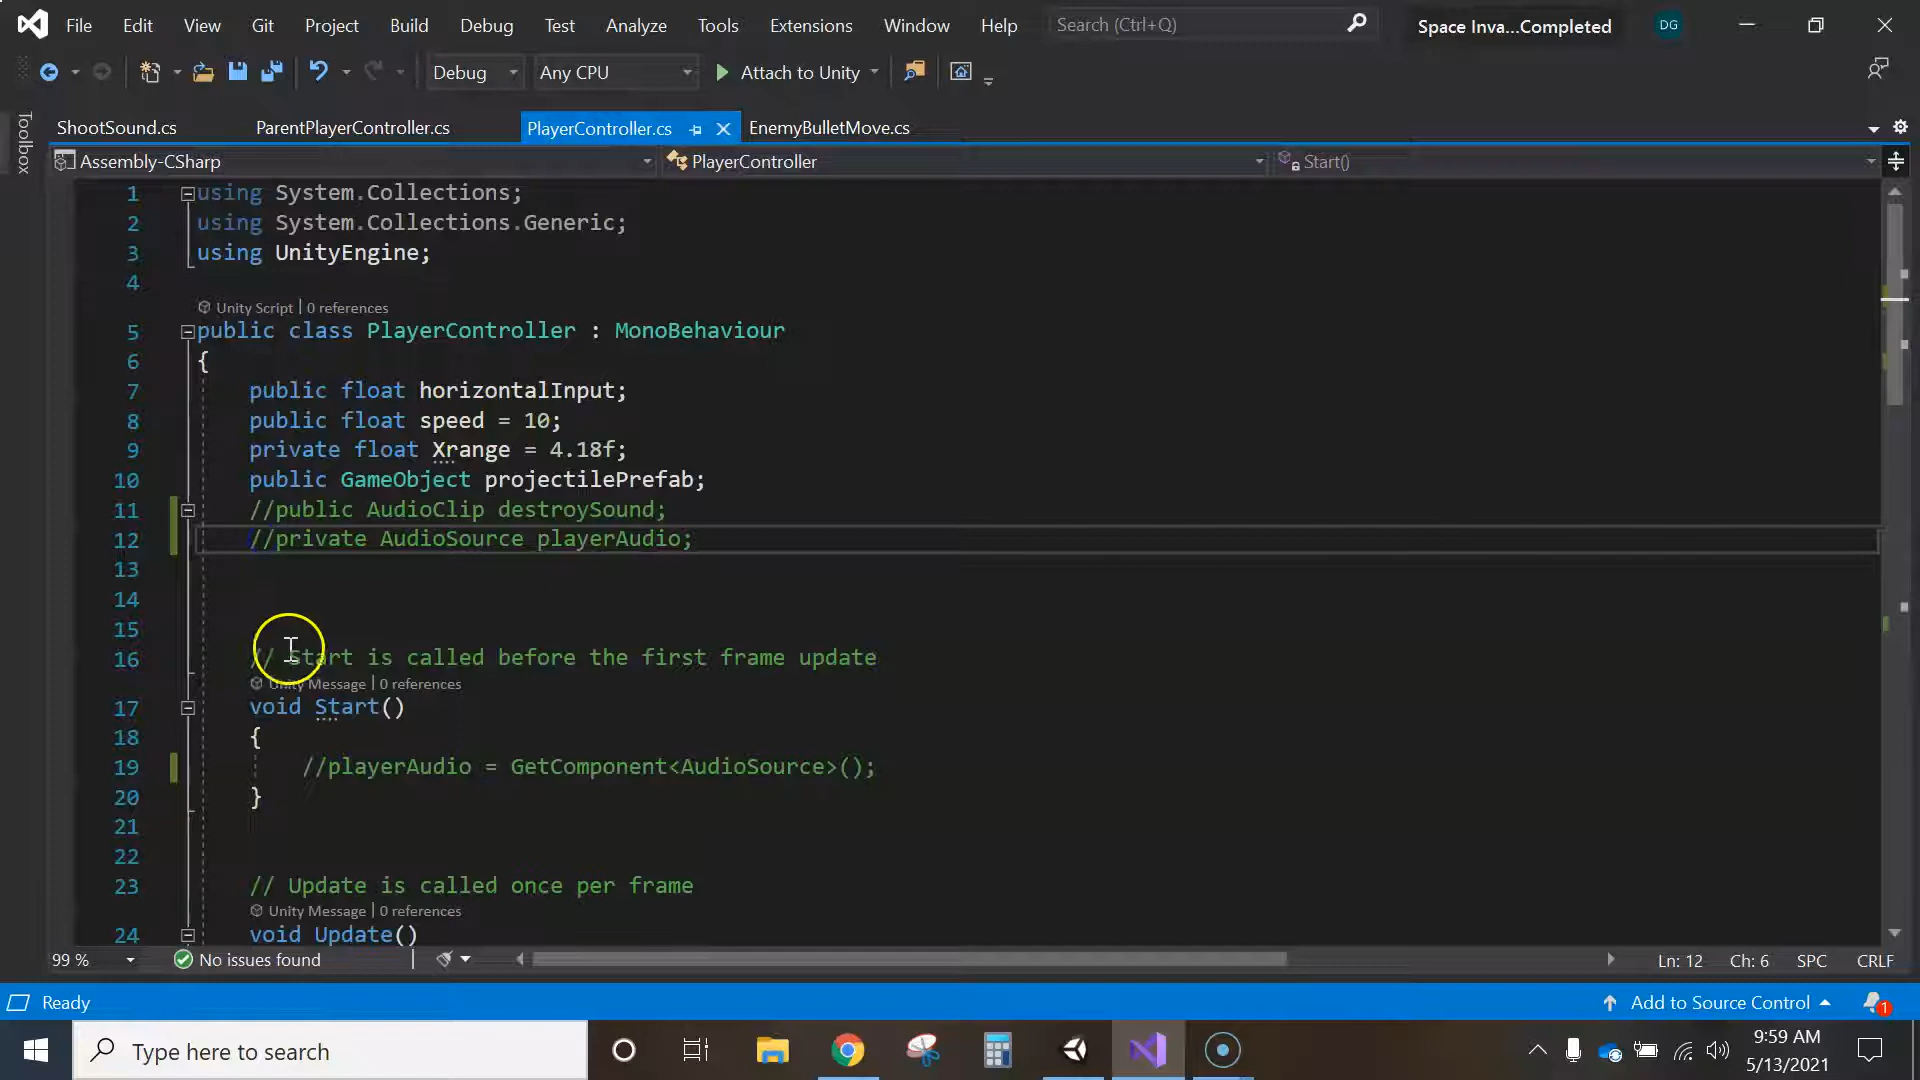 File Edit View Git Project Build Debug Test Analyze Tools Extensions Window Help Search (Ctrl+Q) Space Inva...Completed DG
Debug Any CPU Attach to Unity
Toolbox
ShootSound.cs ParentPlayerController.cs PlayerController.cs EnemyBulletMove.cs
Assembly-CSharp PlayerController Start()
1 using System.Collections;
2 using System.Collections.Generic;
3 using UnityEngine;
4
Unity Script | 0 references
5 public class PlayerController : MonoBehaviour
6 {
7 public float horizontalInput;
8 public float speed = 10;
9 private float Xrange = 4.18f;
10 public GameObject projectilePrefab;
11 //public AudioClip destroySound;
12 //private AudioSource playerAudio;
13
14
15
16 // Start is called before the first frame update
Unity Message | 0 references
17 void Start()
18 {
19 //playerAudio = GetComponent<AudioSource>();
20 }
21
22
23 // Update is called once per frame
Unity Message | 0 references
24 void Update()
99 % No issues found Ln: 12 Ch: 6 SPC CRLF
Ready Add to Source Control 1
Type here to search 9:59 AM
5/13/2021